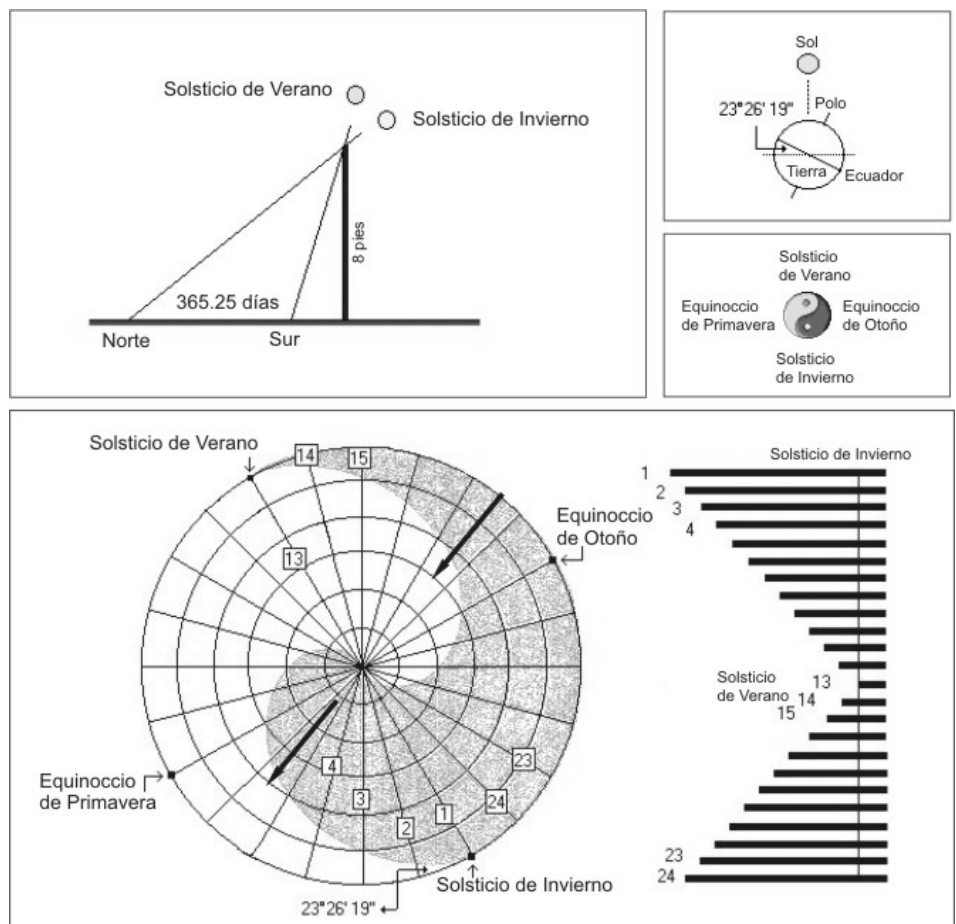 Solsticio de Verano
Solsticio de Invierno
8 pies
365.25 días
Norte
Sur
Sol
23° 26' 19"
Polo
Tierra
Ecuador
Solsticio
de Verano
Equinoccio
de Primavera
Equinoccio
de Otoño
Solsticio
de Invierno
Solsticio de Verano
14
15
13
Equinoccio
de Otoño
Equinoccio
de Primavera
4
3
2
1
23
24
Solsticio de Invierno
23° 26' 19"
Solsticio de Invierno
1
2
3
4
Solsticio
de Verano
13
14
15
23
24